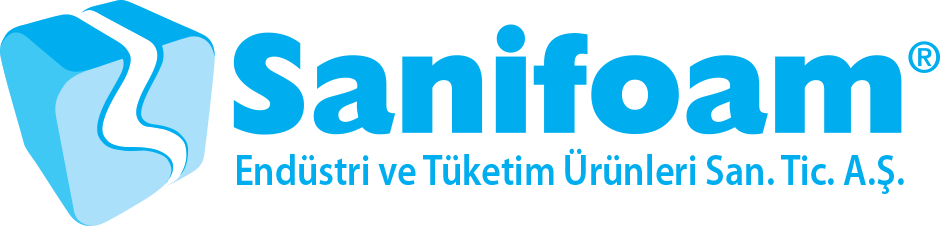 Sanifoam®
Endüstri ve Tüketim Ürünleri San. Tic. A.Ş.